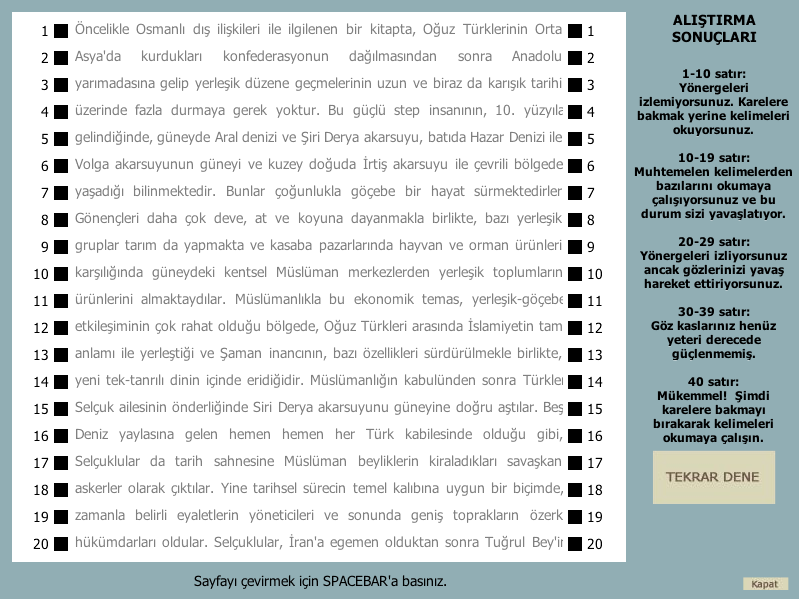 1 Öncelikle Osmanlı dış ilişkileri ile ilgilenen bir kitapta, Oğuz Türklerinin Orta 1
2 Asya'da kurdukları konfederasyonun dağılmasından sonra Anadolu 2
3 yarımadasına gelip yerleşik düzene geçmelerinin uzun ve biraz da karışık tarihi 3
4 üzerinde fazla durmaya gerek yoktur. Bu güçlü step insanının, 10. yüzyıla 4
5 gelindiğinde, güneyde Aral denizi ve Şiri Derya akarsuyu, batıda Hazar Denizi ile 5
6 Volga akarsuyunun güneyi ve kuzey doğuda İrtiş akarsuyu ile çevrili bölgede 6
7 yaşadığı bilinmektedir. Bunlar çoğunlukla göçebe bir hayat sürmektedirler 7
8 Gönençleri daha çok deve, at ve koyuna dayanmakla birlikte, bazı yerleşik 8
9 gruplar tarım da yapmakta ve kasaba pazarlarında hayvan ve orman ürünleri 9
10 karşılığında güneydeki kentsel Müslüman merkezlerden yerleşik toplumların 10
11 ürünlerini almaktaydılar. Müslümanlıkla bu ekonomik temas, yerleşik-göçebe 11
12 etkileşiminin çok rahat olduğu bölgede, Oğuz Türkleri arasında İslamiyetin tam 12
13 anlamı ile yerleştiği ve Şaman inancının, bazı özellikleri sürdürülmekle birlikte, 13
14 yeni tek-tanrılı dinin içinde eridiğidir. Müslümanlığın kabulünden sonra Türkler 14
15 Selçuk ailesinin önderliğinde Siri Derya akarsuyunu güneyine doğru aştılar. Beş 15
16 Deniz yaylasına gelen hemen hemen her Türk kabilesinde olduğu gibi, 16
17 Selçuklular da tarih sahnesine Müslüman beyliklerin kiraladıkları savaşkan 17
18 askerler olarak çıktılar. Yine tarihsel sürecin temel kalıbına uygun bir biçimde, 18
19 zamanla belirli eyaletlerin yöneticileri ve sonunda geniş toprakların özerk 19
20 hükümdarları oldular. Selçuklular, İran'a egemen olduktan sonra Tuğrul Bey'in 20
Sayfayı çevirmek için SPACEBAR'a basınız.
ALIŞTIRMA
SONUÇLARI
1-10 satır:
Yönergeleri
izlemiyorsunuz. Karelere
bakmak yerine kelimeleri
okuyorsunuz.
10-19 satır:
Muhtemelen kelimelerden
bazılarını okumaya
çalışıyorsunuz ve bu
durum sizi yavaşlatıyor.
20-29 satır:
Yönergeleri izliyorsunuz
ancak gözlerinizi yavaş
hareket ettiriyorsunuz.
30-39 satır:
Göz kaslarınız henüz
yeteri derecede
güçlenmemiş.
40 satır:
Mükemmel! Şimdi
karelere bakmayı
bırakarak kelimeleri
okumaya çalışın.
TEKRAR DENE
Kapat